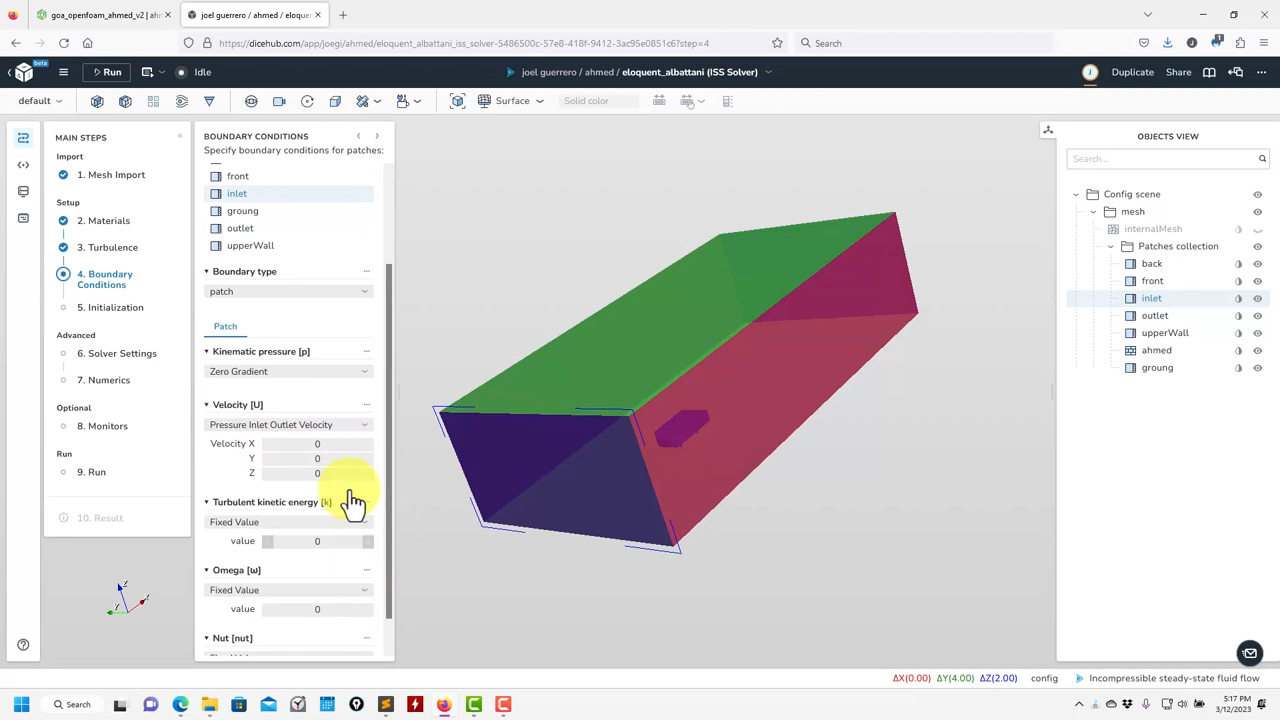 goa_openfoam_ahmed_v2 | ahm
joel guerrero / ahmed / eloquen
https://dicehub.com/app/joegi/ahmed/eloquent_albattani_iss_solver-5466500c-57e8-418f-9412-3ac95e0851c6?step=4
Search
beta
Run
Idle
joel guerrero / ahmed / eloquent_albattani (ISS Solver)
J
Duplicate
Share
default
Surface
Solid color
MAIN STEPS
Import
1. Mesh Import
Setup
2. Materials
3. Turbulence
4. Boundary
Conditions
5. Initialization
Advanced
6. Solver Settings
7. Numerics
Optional
8. Monitors
Run
9. Run
10. Result
BOUNDARY CONDITIONS
Specify boundary conditions for patches:
front
inlet
groung
outlet
upperWall
Boundary type
patch
Patch
Kinematic pressure [p]
Zero Gradient
Velocity [U]
Pressure Inlet Outlet Velocity
Velocity X 0
Y 0
Z 0
Turbulent kinetic energy [k]
Fixed Value
value 0
Omega [ω]
Fixed Value
value 0
Nut [nut]
OBJECTS VIEW
Search...
Config scene
mesh
internalMesh
Patches collection
back
front
inlet
outlet
upperWall
ahmed
groung
Z
Y
X
ΔX(0.00) ΔY(4.00) ΔZ(2.00) config Incompressible steady-state fluid flow
Search
5:17 PM
3/12/2023